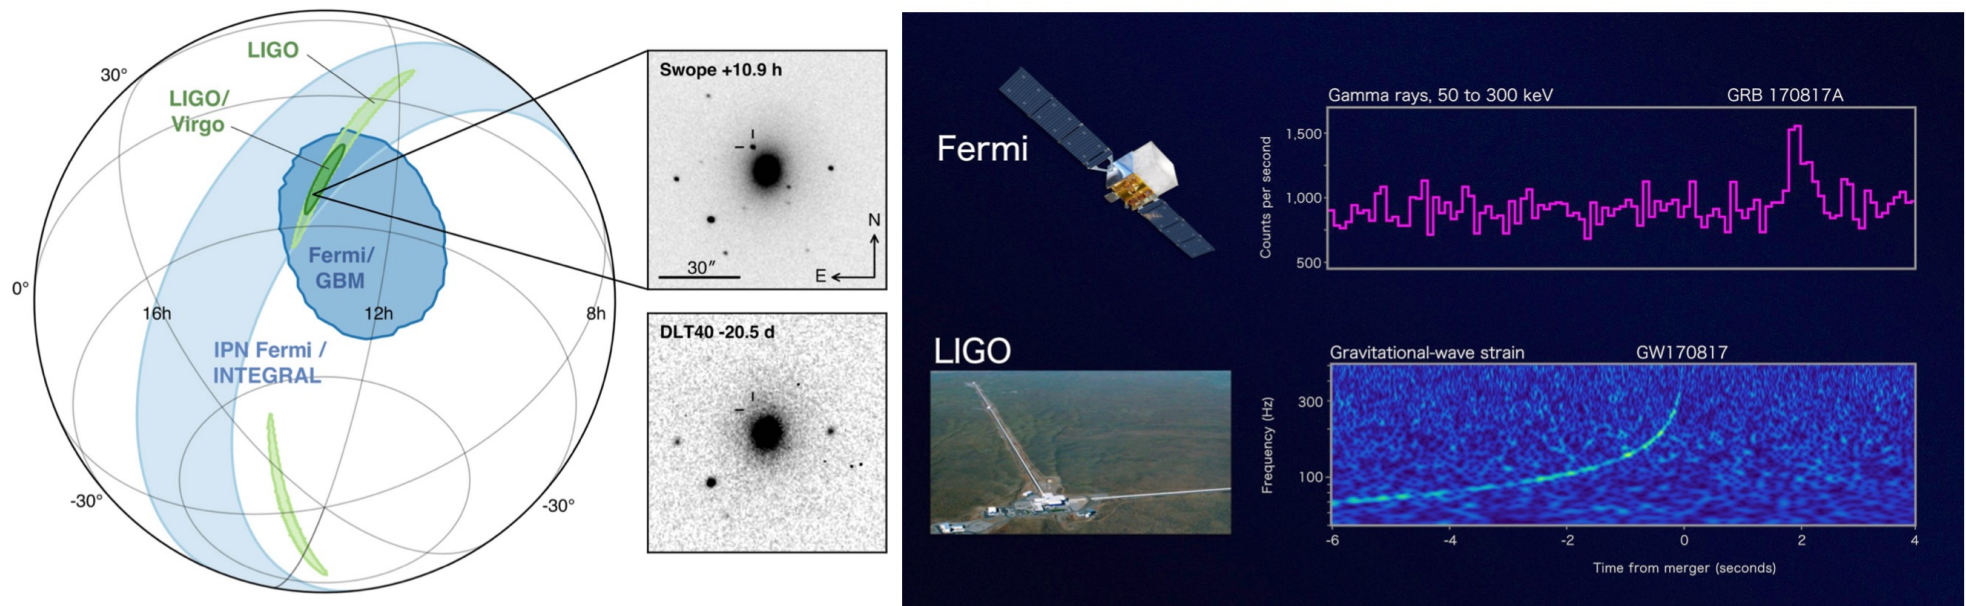 LIGO
30°
LIGO/
Virgo
Fermi/
GBM
0°
16h
12h
8h
IPN Fermi /
INTEGRAL
-30°
-30°
Swope +10.9 h
N
30″
E
DLT40 -20.5 d
Fermi
Gamma rays, 50 to 300 keV
GRB 170817A
Counts per second
1,500
1,000
500
LIGO
Gravitational-wave strain
GW170817
Frequency (Hz)
300
100
-6
-4
-2
0
2
4
Time from merger (seconds)